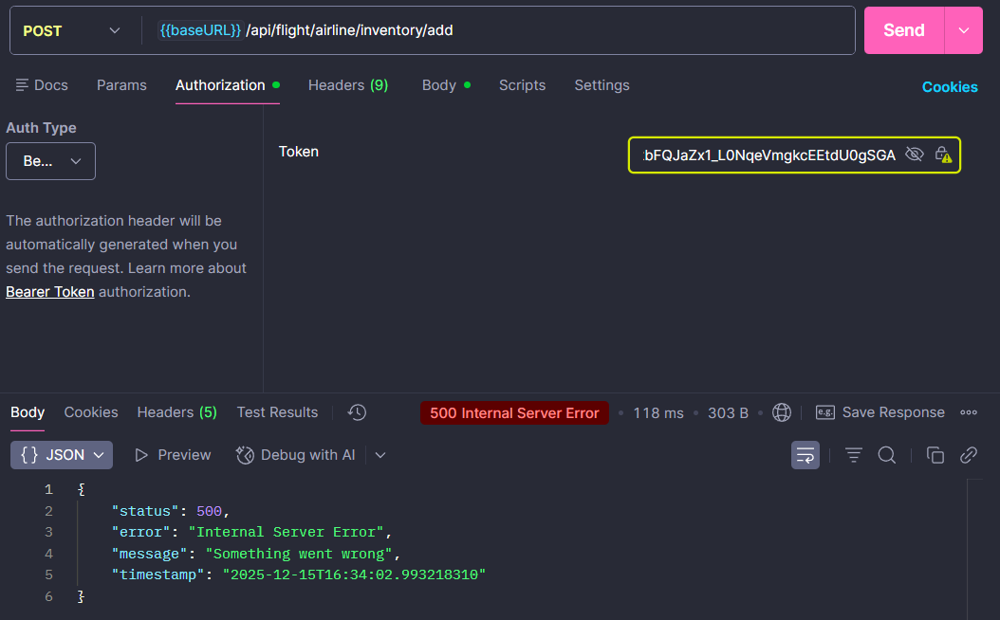 POST {{baseURL}} /api/flight/airline/inventory/add Send
Docs Params Authorization Headers (9) Body Scripts Settings Cookies
Auth Type
Be...
Token
bFQJaZx1_L0NqeVmgkcEEtdU0gSGA
The authorization header will be
automatically generated when you
send the request. Learn more about
Bearer Token authorization.
Body Cookies Headers (5) Test Results 500 Internal Server Error • 118 ms • 303 B • e.g. Save Response
{} JSON Preview Debug with AI
1 {
2 "status": 500,
3 "error": "Internal Server Error",
4 "message": "Something went wrong",
5 "timestamp": "2025-12-15T16:34:02.993218310"
6 }